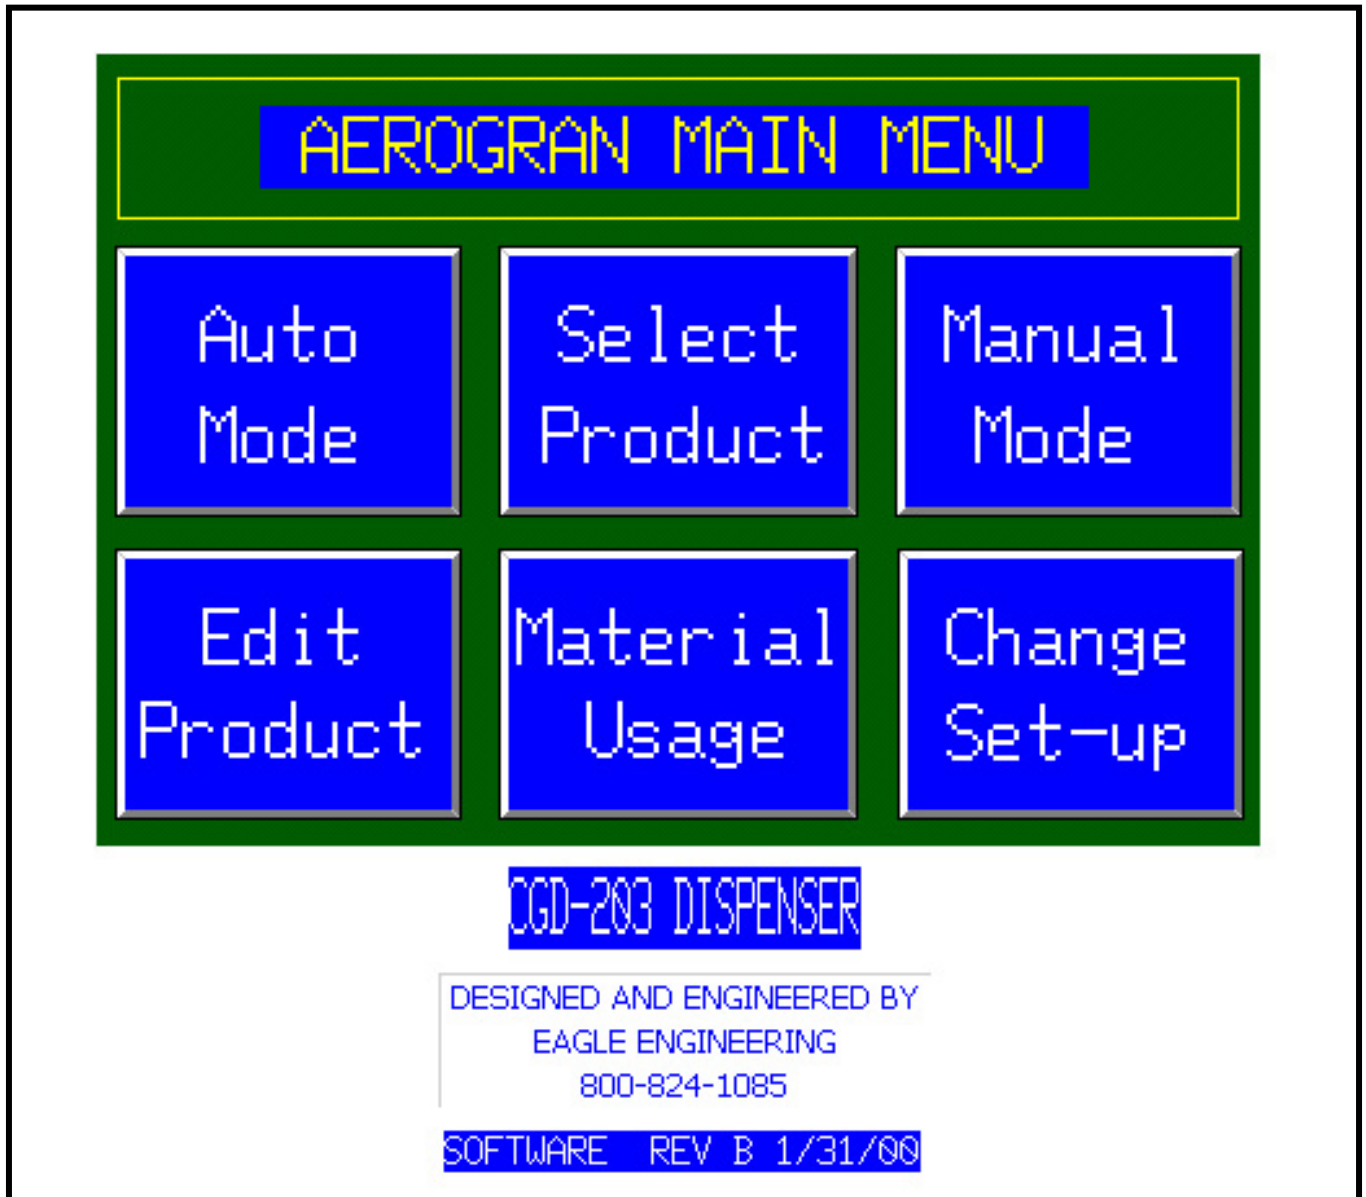 AEROGRAN MAIN MENU
Auto
Mode
Select
Product
Manual
Mode
Edit
Product
Material
Usage
Change
Set-up
CGD-203 DISPENSER
DESIGNED AND ENGINEERED BY
EAGLE ENGINEERING
800-824-1085
SOFTWARE REV B 1/31/00